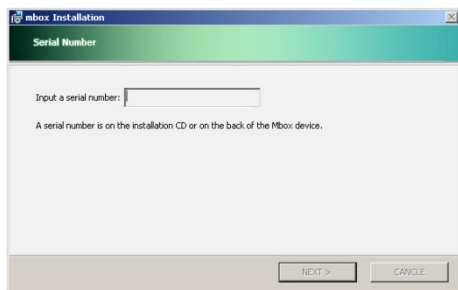 mbox Installation
Serial Number
Input a serial number:
A serial number is on the installation CD or on the back of the Mbox device.
NEXT >
CANCLE